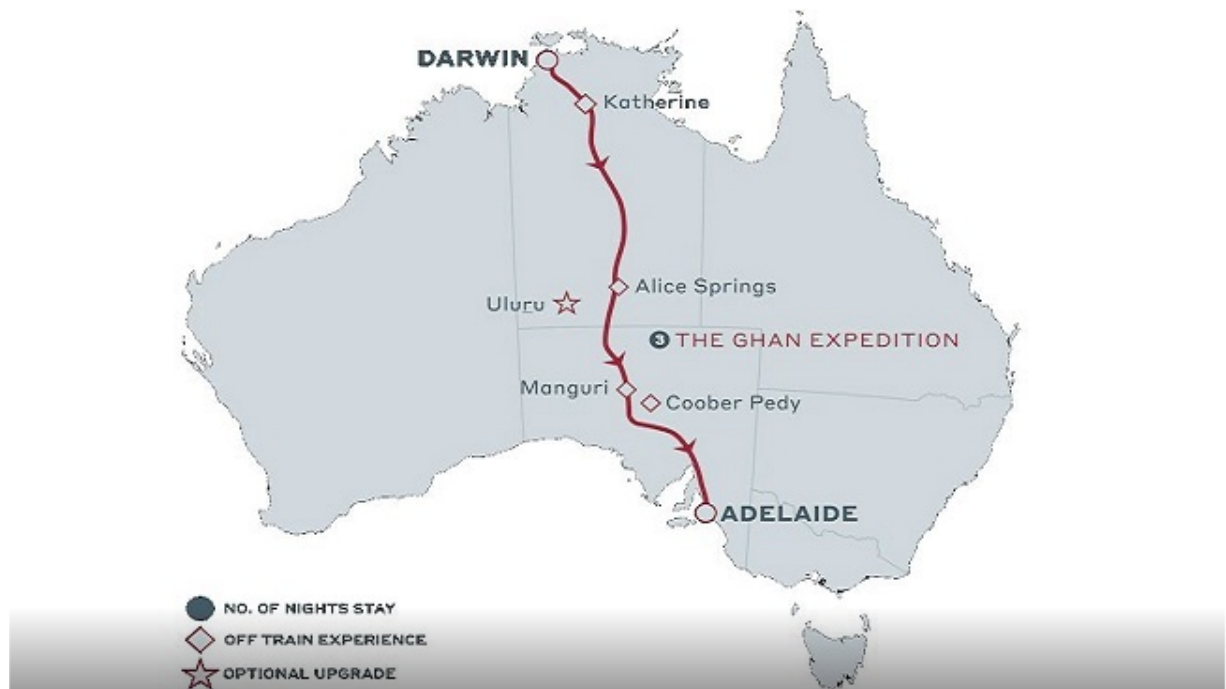 DARWIN
Katherine
Alice Springs
Uluru
3 THE GHAN EXPEDITION
Manguri
Coober Pedy
ADELAIDE
NO. OF NIGHTS STAY
OFF TRAIN EXPERIENCE
OPTIONAL UPGRADE